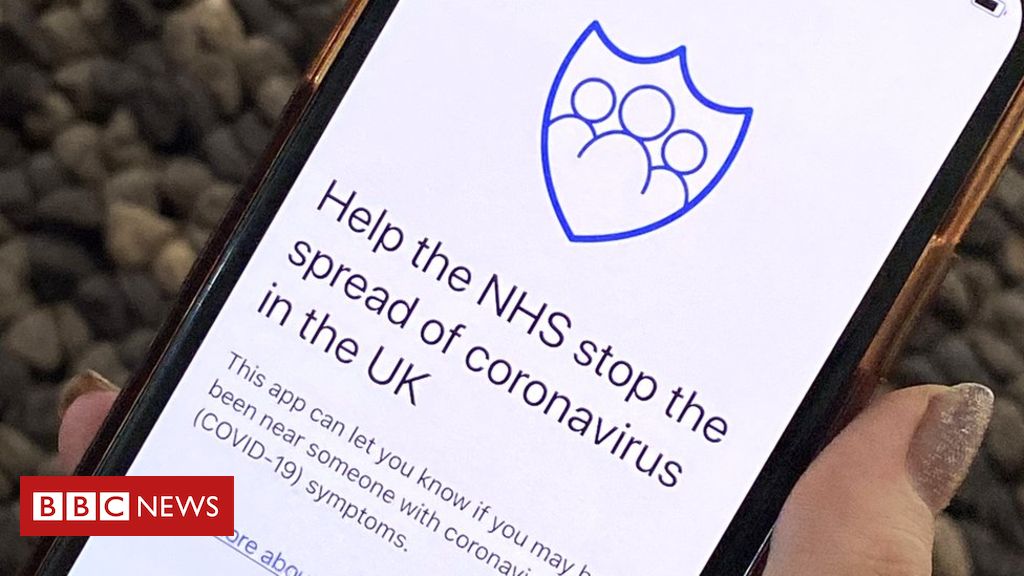 Help the NHS stop the
spread of coronavirus
in the UK
This app can let you know if you may
been near someone with
(COVID-19) symptoms.
BBC NEWS